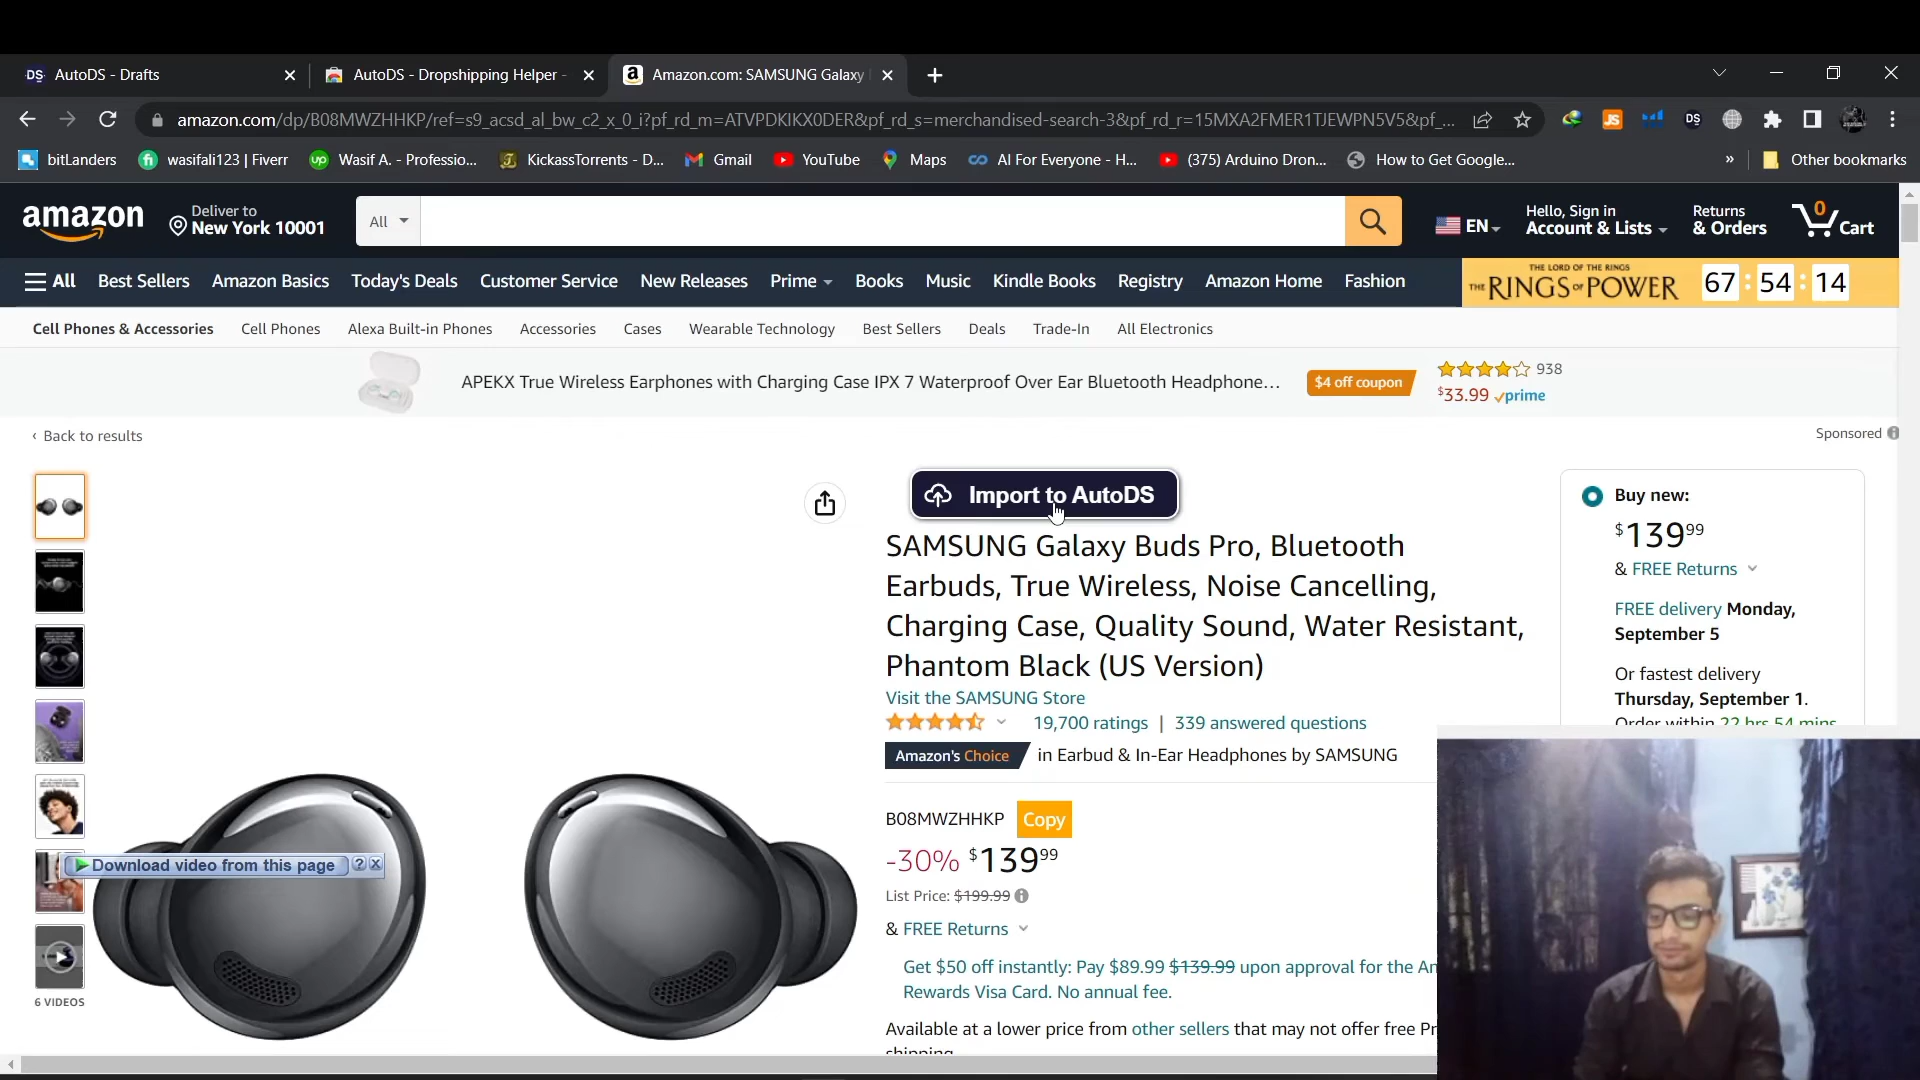 DS AutoDS - Drafts
AutoDS - Dropshipping Helper -
Amazon.com: SAMSUNG Galaxy
amazon.com/dp/B08MWZHHKP/ref=s9_acsd_al_bw_c2_x_0_i?pf_rd_m=ATVPDKIKX0DER&pf_rd_s=merchandised-search-3&pf_rd_r=15MXA2FMER1TJEWPN5V5&pf_...
JS
DS
bitLanders
fi wasifali123 | Fiverr
up Wasif A. - Professio...
KickassTorrents - D...
Gmail
YouTube
Maps
AI For Everyone - H...
(375) Arduino Dron...
How to Get Google...
»
Other bookmarks
amazon
Deliver to
New York 10001
All
EN
Hello, Sign in
Account & Lists
Returns
& Orders
0
Cart
All
Best Sellers
Amazon Basics
Today's Deals
Customer Service
New Releases
Prime
Books
Music
Kindle Books
Registry
Amazon Home
Fashion
THE LORD OF THE RINGS
THE RINGS OF POWER
67 : 54 : 14
Cell Phones & Accessories
Cell Phones
Alexa Built-in Phones
Accessories
Cases
Wearable Technology
Best Sellers
Deals
Trade-In
All Electronics
APEKX True Wireless Earphones with Charging Case IPX 7 Waterproof Over Ear Bluetooth Headphone...
$4 off coupon
938
$33.99 prime
‹ Back to results
Sponsored
Import to AutoDS
SAMSUNG Galaxy Buds Pro, Bluetooth
Earbuds, True Wireless, Noise Cancelling,
Charging Case, Quality Sound, Water Resistant,
Phantom Black (US Version)
Visit the SAMSUNG Store
19,700 ratings | 339 answered questions
Amazon's Choice in Earbud & In-Ear Headphones by SAMSUNG
B08MWZHHKP Copy
-30% $139 99
List Price: $199.99
& FREE Returns
Get $50 off instantly: Pay $89.99 $139.99 upon approval for the Am
Rewards Visa Card. No annual fee.
Available at a lower price from other sellers that may not offer free Pr
shipping.
Buy new:
$139 99
& FREE Returns
FREE delivery Monday,
September 5
Or fastest delivery
Thursday, September 1.
Order within 22 hrs 54 mins
Download video from this page ? x
6 VIDEOS